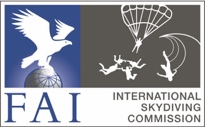 FAI
INTERNATIONAL
SKYDIVING
COMMISSION